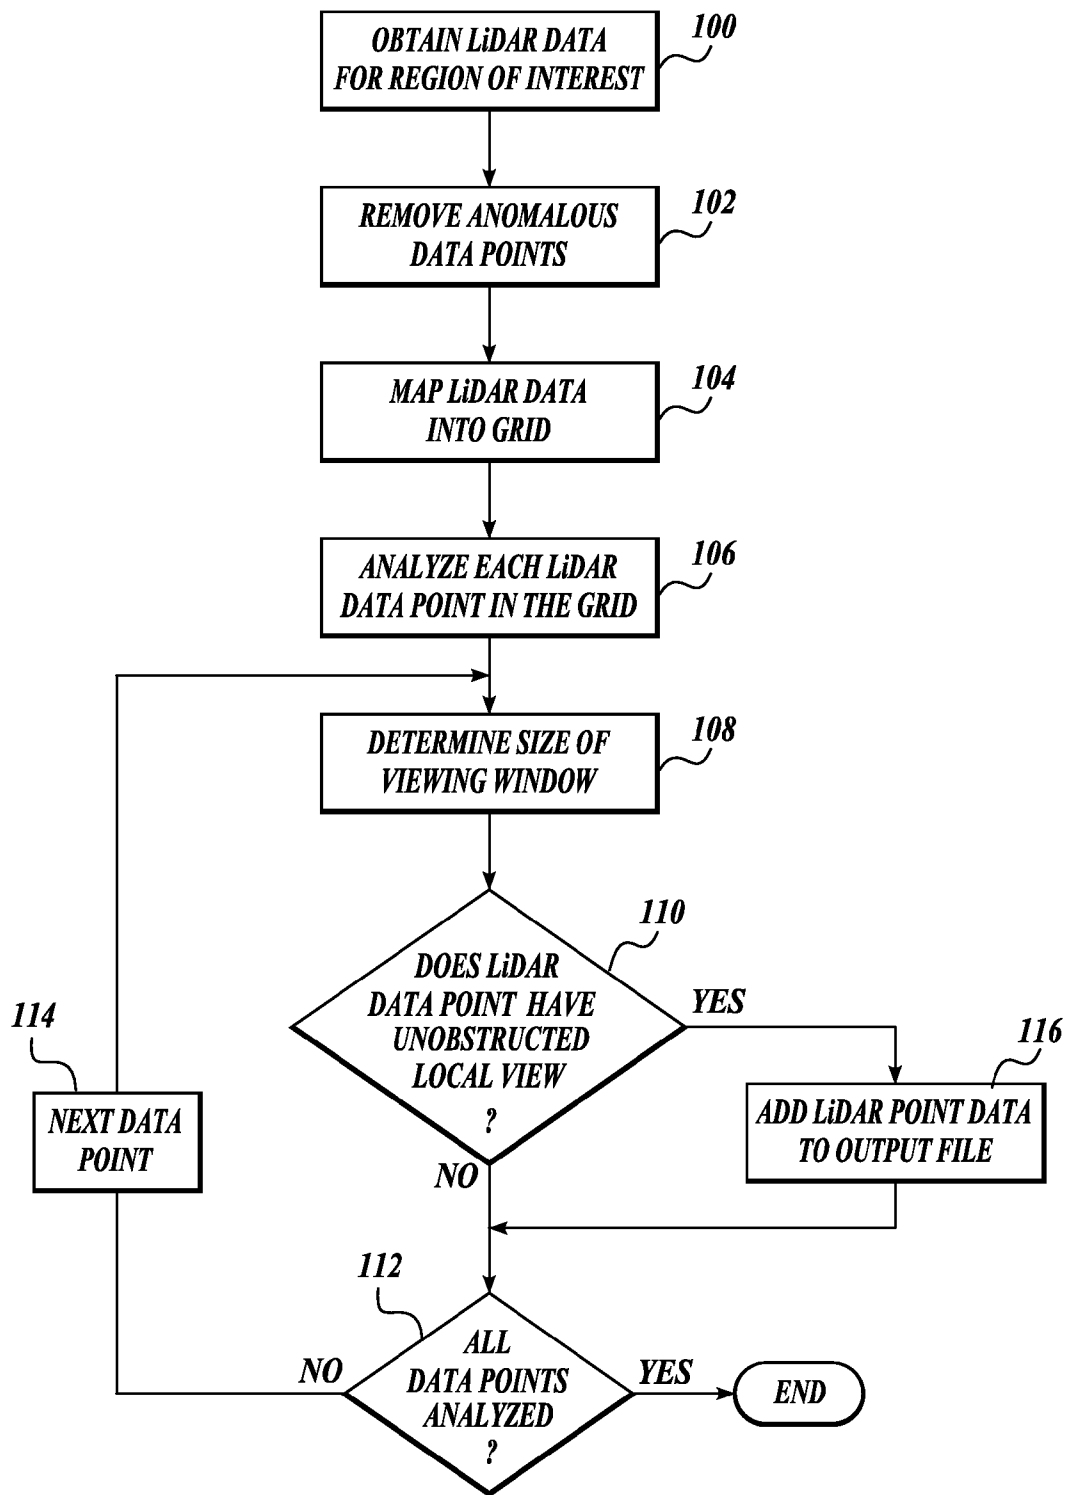 OBTAIN LiDAR DATA
FOR REGION OF INTEREST
100
REMOVE ANOMALOUS
DATA POINTS
102
MAP LiDAR DATA
INTO GRID
104
ANALYZE EACH LiDAR
DATA POINT IN THE GRID
106
DETERMINE SIZE OF
VIEWING WINDOW
108
DOES LiDAR
DATA POINT HAVE
UNOBSTRUCTED
LOCAL VIEW
?
110
YES
NO
ADD LiDAR POINT DATA
TO OUTPUT FILE
116
114
NEXT DATA
POINT
112
ALL
DATA POINTS
ANALYZED
?
NO
YES
END